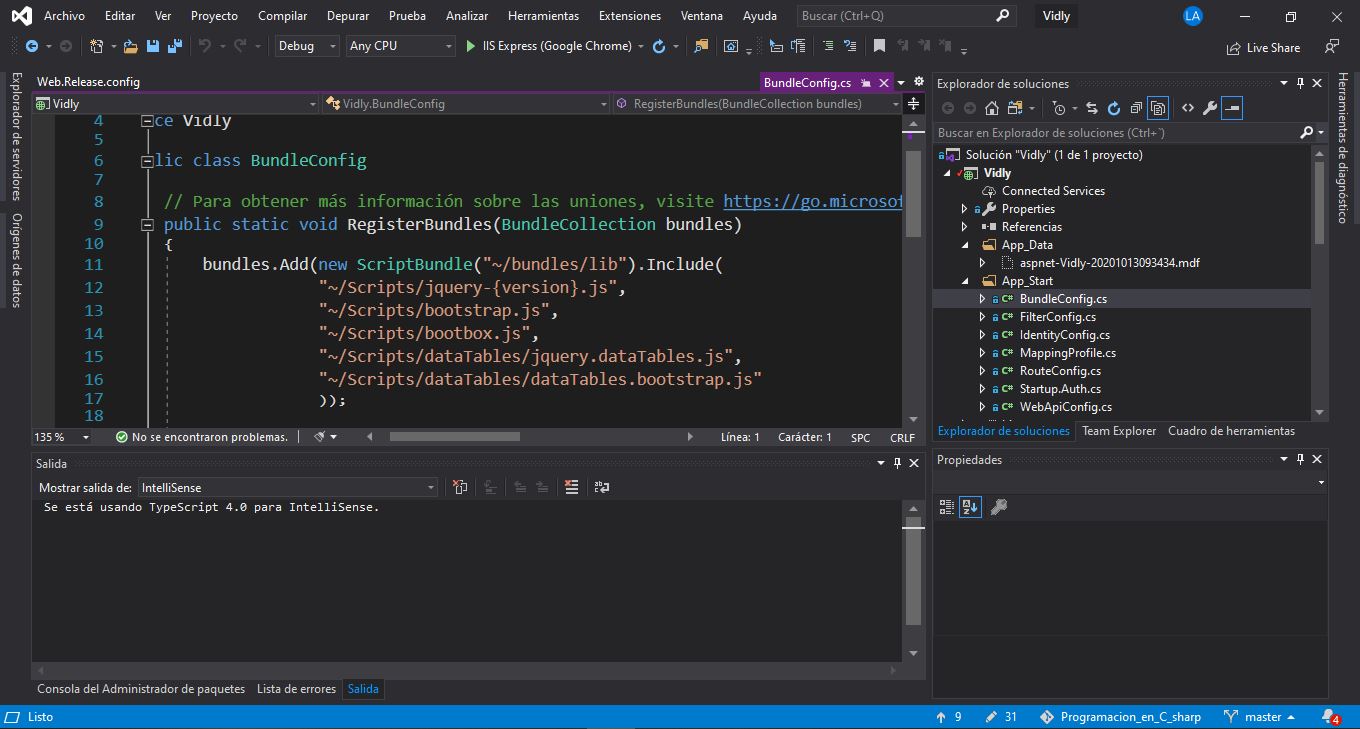 Archivo Editar Ver Proyecto Compilar Depurar Prueba Analizar Herramientas Extensiones Ventana Ayuda Buscar (Ctrl+Q) Vidly LA
Debug Any CPU IIS Express (Google Chrome) Live Share
Explorador de servidores
Orígenes de datos
Web.Release.config BundleConfig.cs
Vidly Vidly.BundleConfig RegisterBundles(BundleCollection bundles)
4 ce Vidly
5
6 lic class BundleConfig
7
8 // Para obtener más información sobre las uniones, visite https://go.microsof
9 public static void RegisterBundles(BundleCollection bundles)
10 {
11 bundles.Add(new ScriptBundle("~/bundles/lib").Include(
12 "~/Scripts/jquery-{version}.js",
13 "~/Scripts/bootstrap.js",
14 "~/Scripts/bootbox.js",
15 "~/Scripts/dataTables/jquery.dataTables.js",
16 "~/Scripts/dataTables/dataTables.bootstrap.js"
17 ));
18
135 % No se encontraron problemas. Línea: 1 Carácter: 1 SPC CRLF
Salida
Mostrar salida de: IntelliSense
Se está usando TypeScript 4.0 para IntelliSense.
Consola del Administrador de paquetes Lista de errores Salida
Explorador de soluciones
Buscar en Explorador de soluciones (Ctrl+`)
Solución "Vidly" (1 de 1 proyecto)
Vidly
Connected Services
Properties
Referencias
App_Data
aspnet-Vidly-20201013093434.mdf
App_Start
BundleConfig.cs
FilterConfig.cs
IdentityConfig.cs
MappingProfile.cs
RouteConfig.cs
Startup.Auth.cs
WebApiConfig.cs
Explorador de soluciones Team Explorer Cuadro de herramientas
Propiedades
Herramientas de diagnóstico
Listo 9 31 Programacion_en_C_sharp master 4